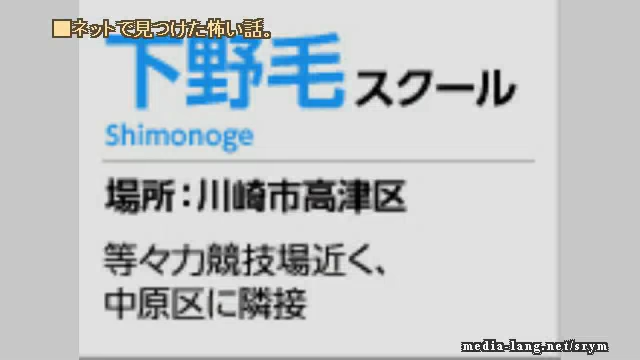 ■ネットで見つけた怖い話。
下野毛スクール
Shimonoge
場所：川崎市高津区
等々力競技場近く、
中原区に隣接
media-lang.net/srym